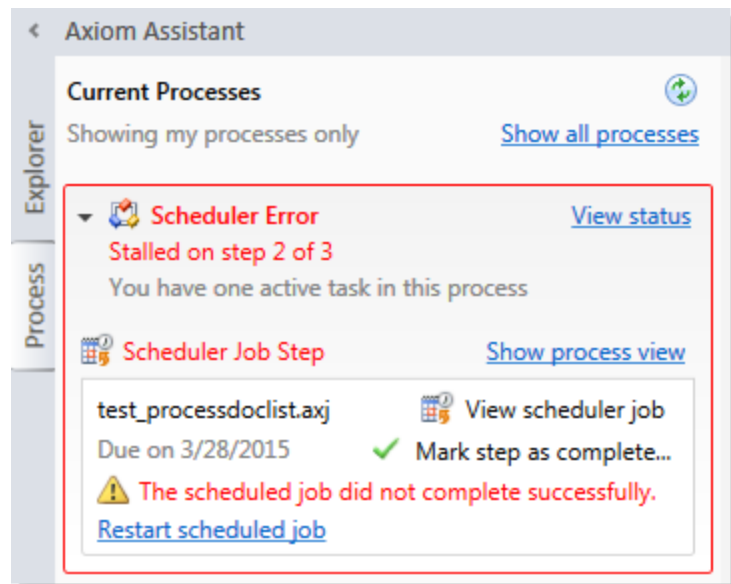 Axiom Assistant
Current Processes
Showing my processes only Show all processes
Explorer
Process
Scheduler Error View status
Stalled on step 2 of 3
You have one active task in this process
Scheduler Job Step Show process view
test_processdoclist.axj View scheduler job
Due on 3/28/2015 Mark step as complete...
The scheduled job did not complete successfully.
Restart scheduled job